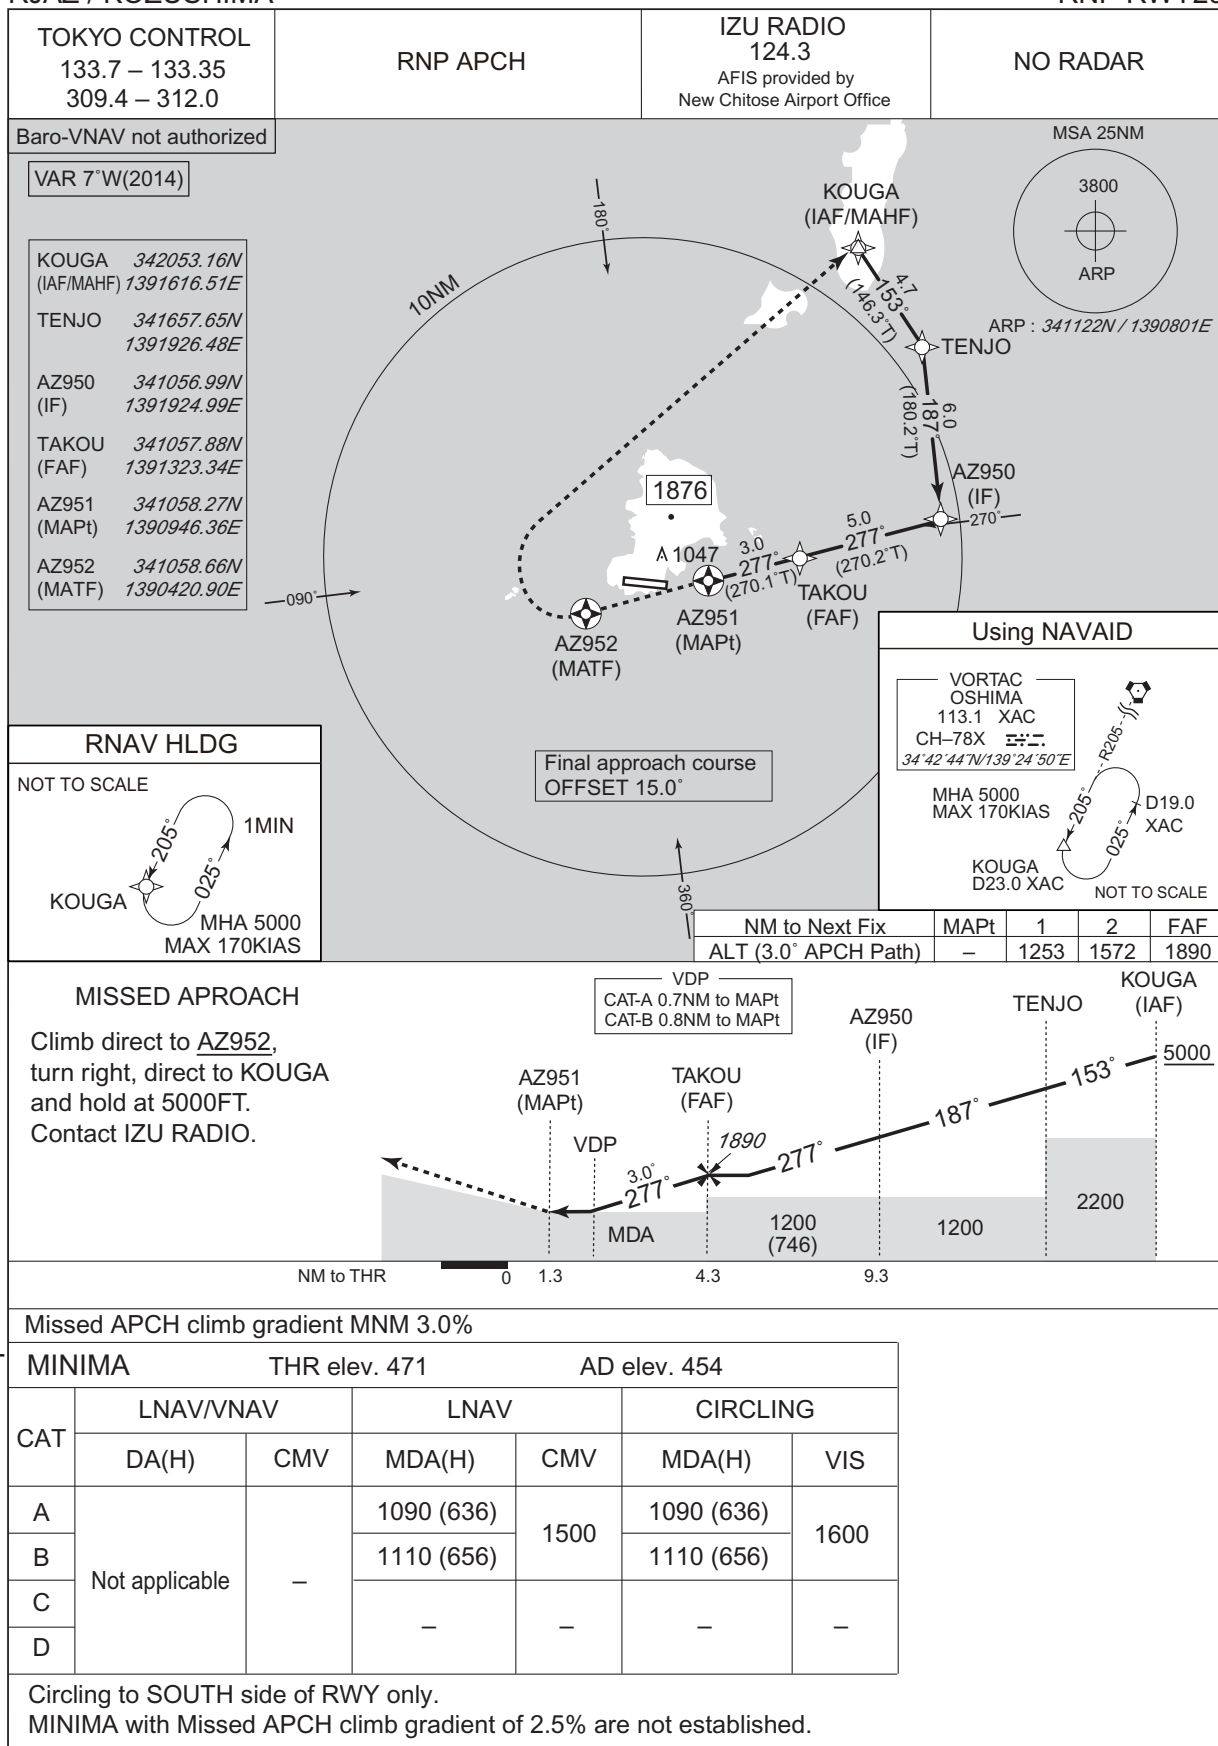 RJAZ / KOZUSHIMA
RNP RWY29
TOKYO CONTROL
133.7 – 133.35
309.4 – 312.0
RNP APCH
IZU RADIO
124.3
AFIS provided by
New Chitose Airport Office
NO RADAR
Baro-VNAV not authorized
VAR 7˚W(2014)
KOUGA 342053.16N
(IAF/MAHF) 1391616.51E
TENJO 341657.65N
1391926.48E
AZ950 341056.99N
(IF) 1391924.99E
TAKOU 341057.88N
(FAF) 1391323.34E
AZ951 341058.27N
(MAPt) 1390946.36E
AZ952 341058.66N
(MATF) 1390420.90E
MSA 25NM
3800
ARP
ARP : 341122N / 1390801E
180˚
10NM
KOUGA
(IAF/MAHF)
4.7
153˚
(146.3˚T)
TENJO
6.0
187˚
(180.2˚T)
AZ950
(IF)
270˚
1876
1047
5.0
277˚
(270.2˚T)
3.0
277˚
(270.1˚T)
TAKOU
(FAF)
AZ951
(MAPt)
AZ952
(MATF)
090˚
360˚
Final approach course
OFFSET 15.0˚
RNAV HLDG
NOT TO SCALE
205˚
025˚
1MIN
KOUGA
MHA 5000
MAX 170KIAS
Using NAVAID
VORTAC
OSHIMA
113.1 XAC
CH–78X
34˚42´44˝N/139˚24´50˝E
R205
MHA 5000
MAX 170KIAS
205˚
025˚
D19.0
XAC
KOUGA
D23.0 XAC
NOT TO SCALE
NM to Next Fix MAPt 1 2 FAF
ALT (3.0˚ APCH Path) – 1253 1572 1890
MISSED APROACH
Climb direct to AZ952,
turn right, direct to KOUGA
and hold at 5000FT.
Contact IZU RADIO.
VDP
CAT-A 0.7NM to MAPt
CAT-B 0.8NM to MAPt
AZ951
(MAPt)
VDP
TAKOU
(FAF)
AZ950
(IF)
TENJO
KOUGA
(IAF)
5000
153˚
187˚
277˚
1890
3.0˚
277˚
MDA
1200
(746)
1200
2200
NM to THR 0 1.3 4.3 9.3
Missed APCH climb gradient MNM 3.0%
MINIMA THR elev. 471 AD elev. 454
CAT LNAV/VNAV LNAV CIRCLING
DA(H) CMV MDA(H) CMV MDA(H) VIS
A Not applicable – 1090 (636) 1500 1090 (636) 1600
B 1110 (656) 1110 (656)
C – – – –
D
Circling to SOUTH side of RWY only.
MINIMA with Missed APCH climb gradient of 2.5% are not established.